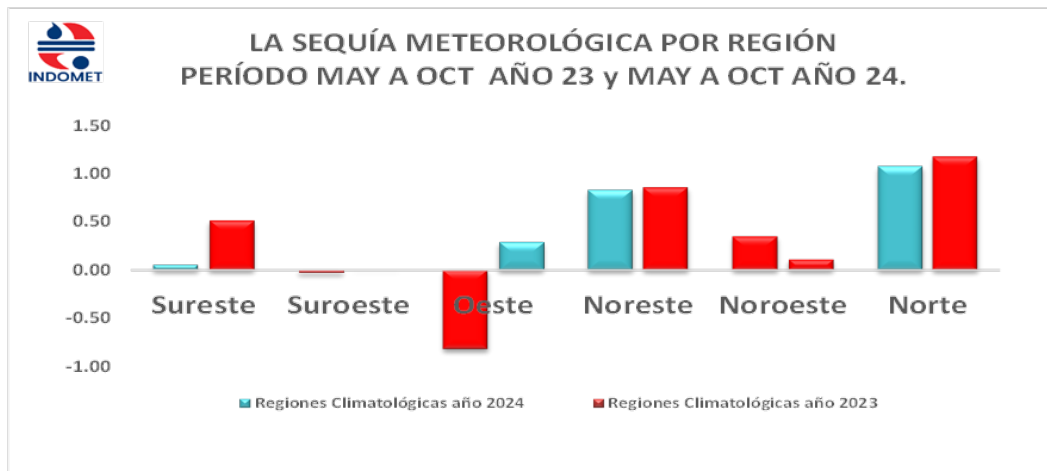 INDOMET
LA SEQUÍA METEOROLÓGICA POR REGIÓN
PERÍODO MAY A OCT AÑO 23 y MAY A OCT AÑO 24.
1.50
1.00
0.50
0.00
-0.50
-1.00
Sureste Suroeste Oeste Noreste Noroeste Norte
Regiones Climatológicas año 2024 Regiones Climatológicas año 2023